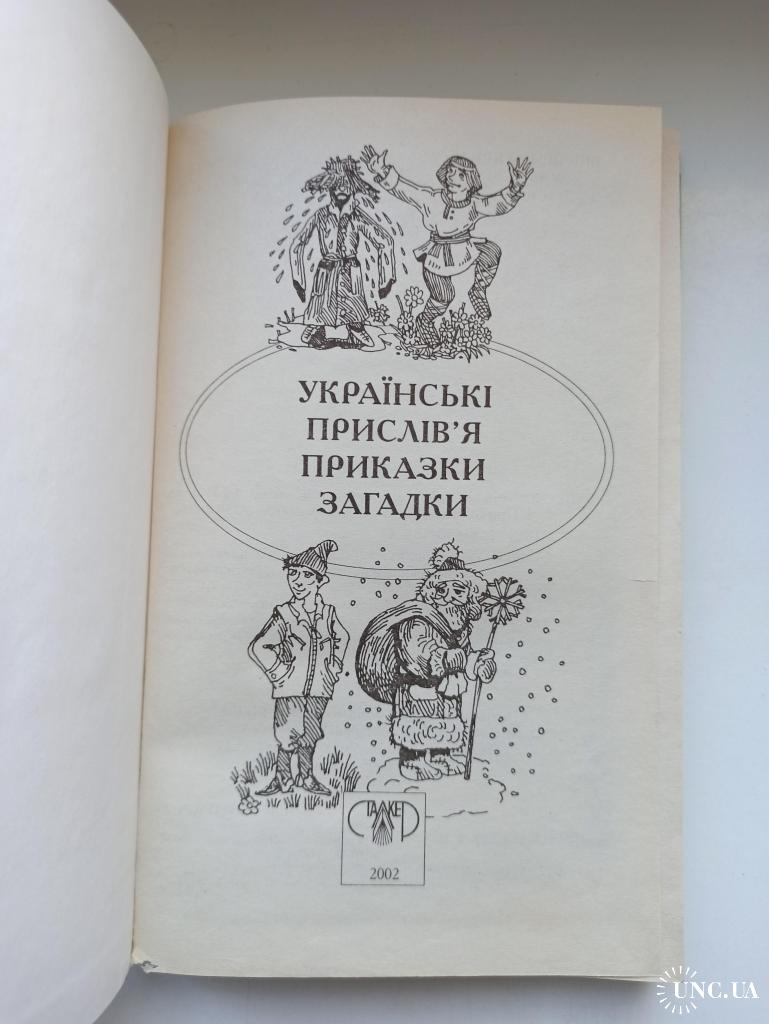 УКРАЇНСЬКІ
ПРИСЛІВ’Я
ПРИКАЗКИ
ЗАГАДКИ
СТАЛКЕР
2002
UNC.UA